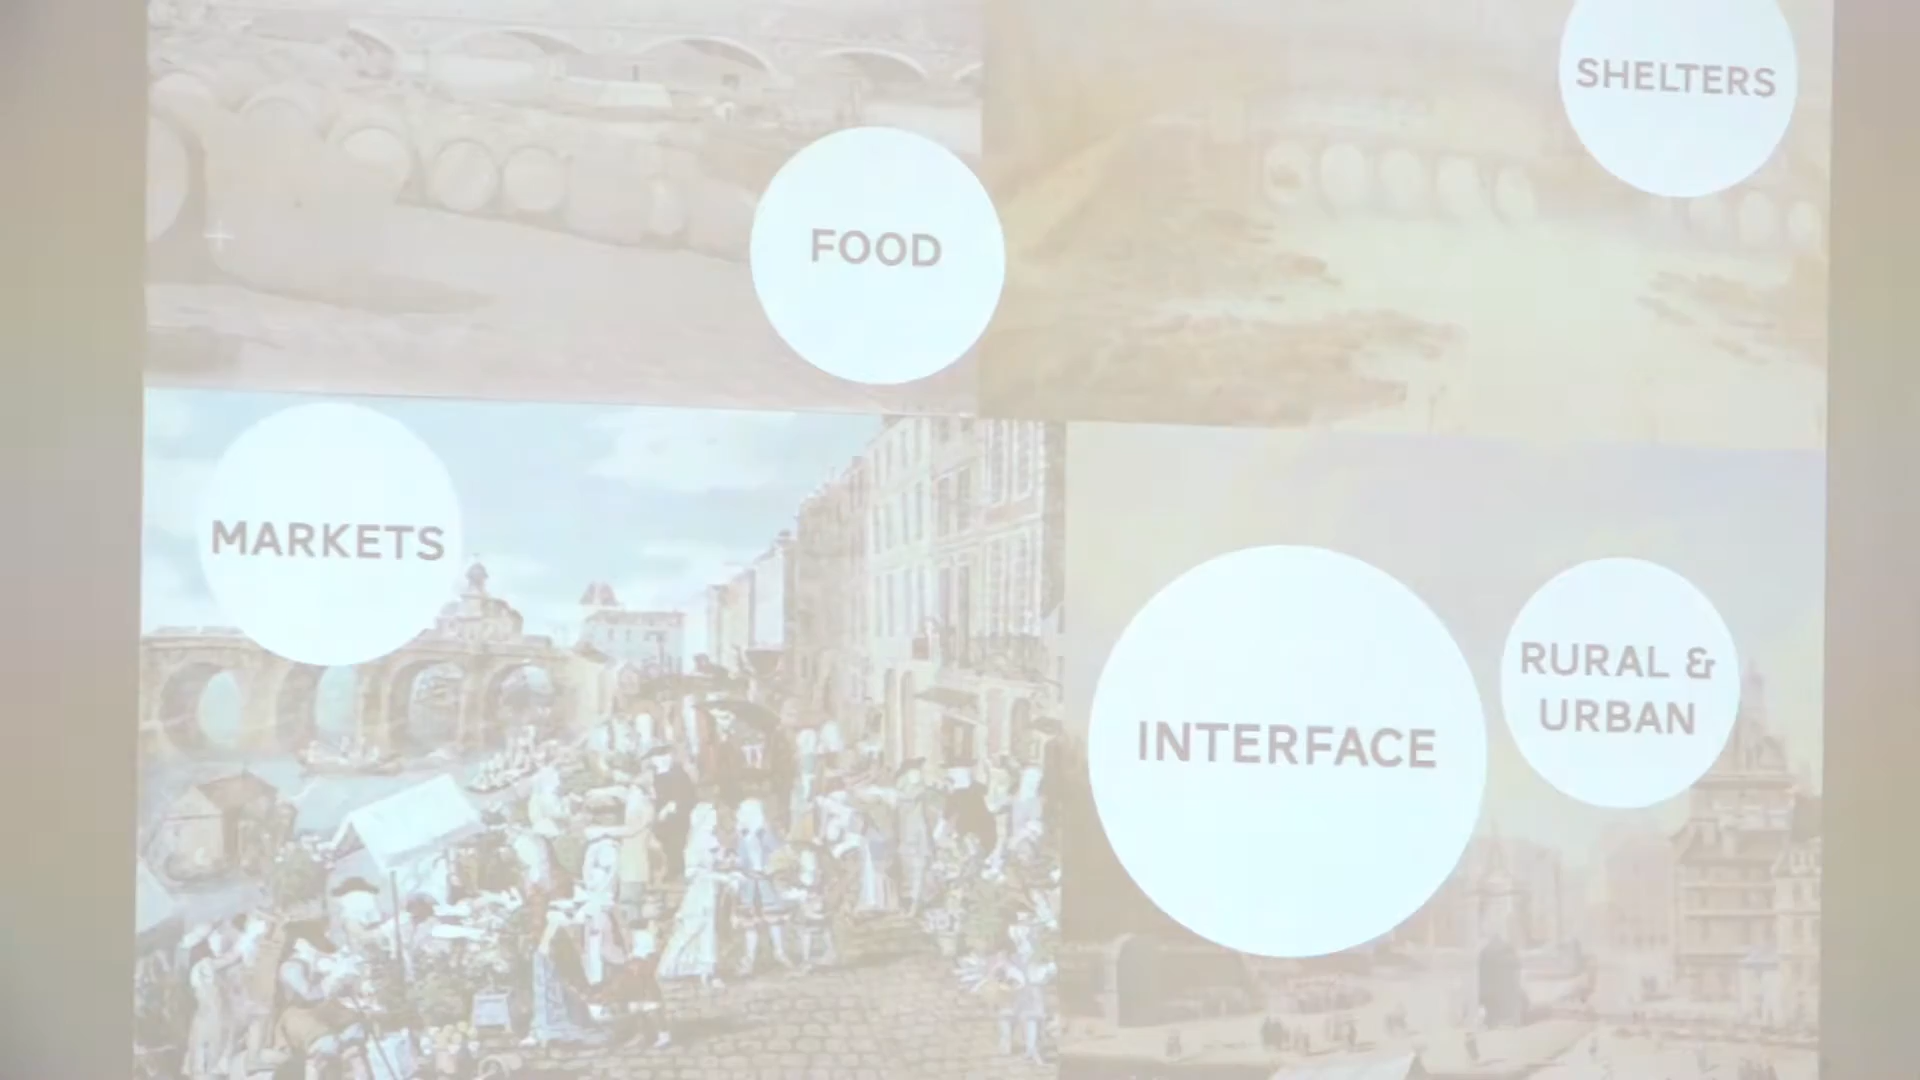 SHELTERS
FOOD
MARKETS
INTERFACE
RURAL &
URBAN